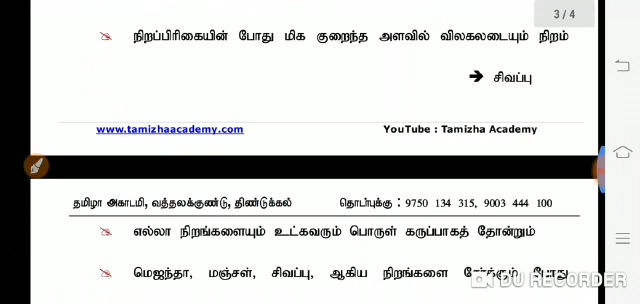 3 / 4
நிறப்பிரிகையின் போது மிக குறைந்த அளவில் விலகலடையும் நிறம்
➔ சிவப்பு
www.tamizhaacademy.com YouTube : Tamizha Academy
தமிழா அகாடமி, வத்தலக்குண்டு, திண்டுக்கல் தொடர்புக்கு : 9750 134 315, 9003 444 100
எல்லா நிறங்களையும் உட்கவரும் பொருள் கருப்பாகத் தோன்றும்
மெஜந்தா, மஞ்சள், சிவப்பு, ஆகிய நிறங்களை சேர்க்கும் போது
DU RECORDER